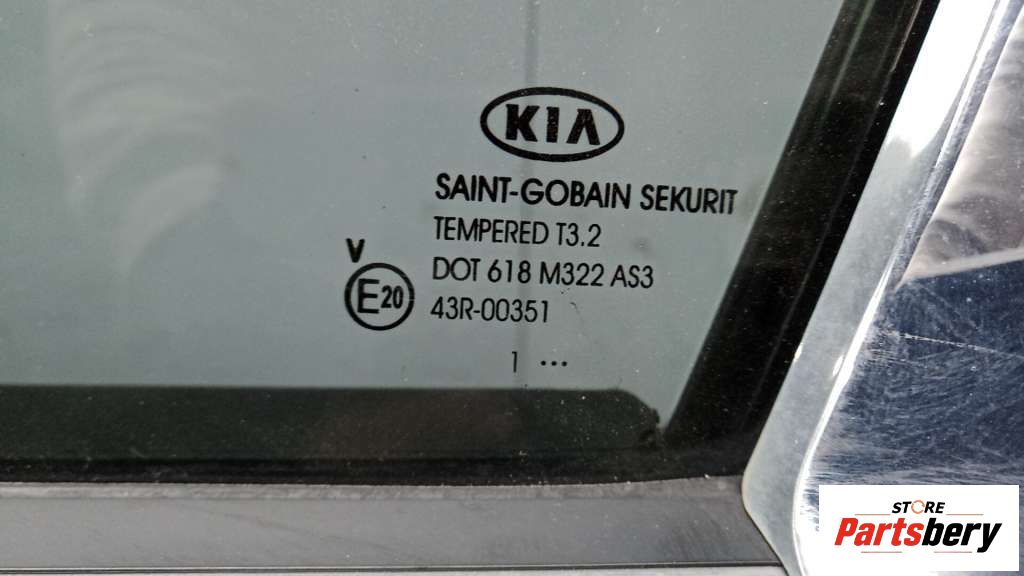 KIA
SAINT-GOBAIN SEKURIT
TEMPERED T3.2
V
DOT 618 M322 AS3
E20
43R-00351
1 ...
STORE
Partsbery